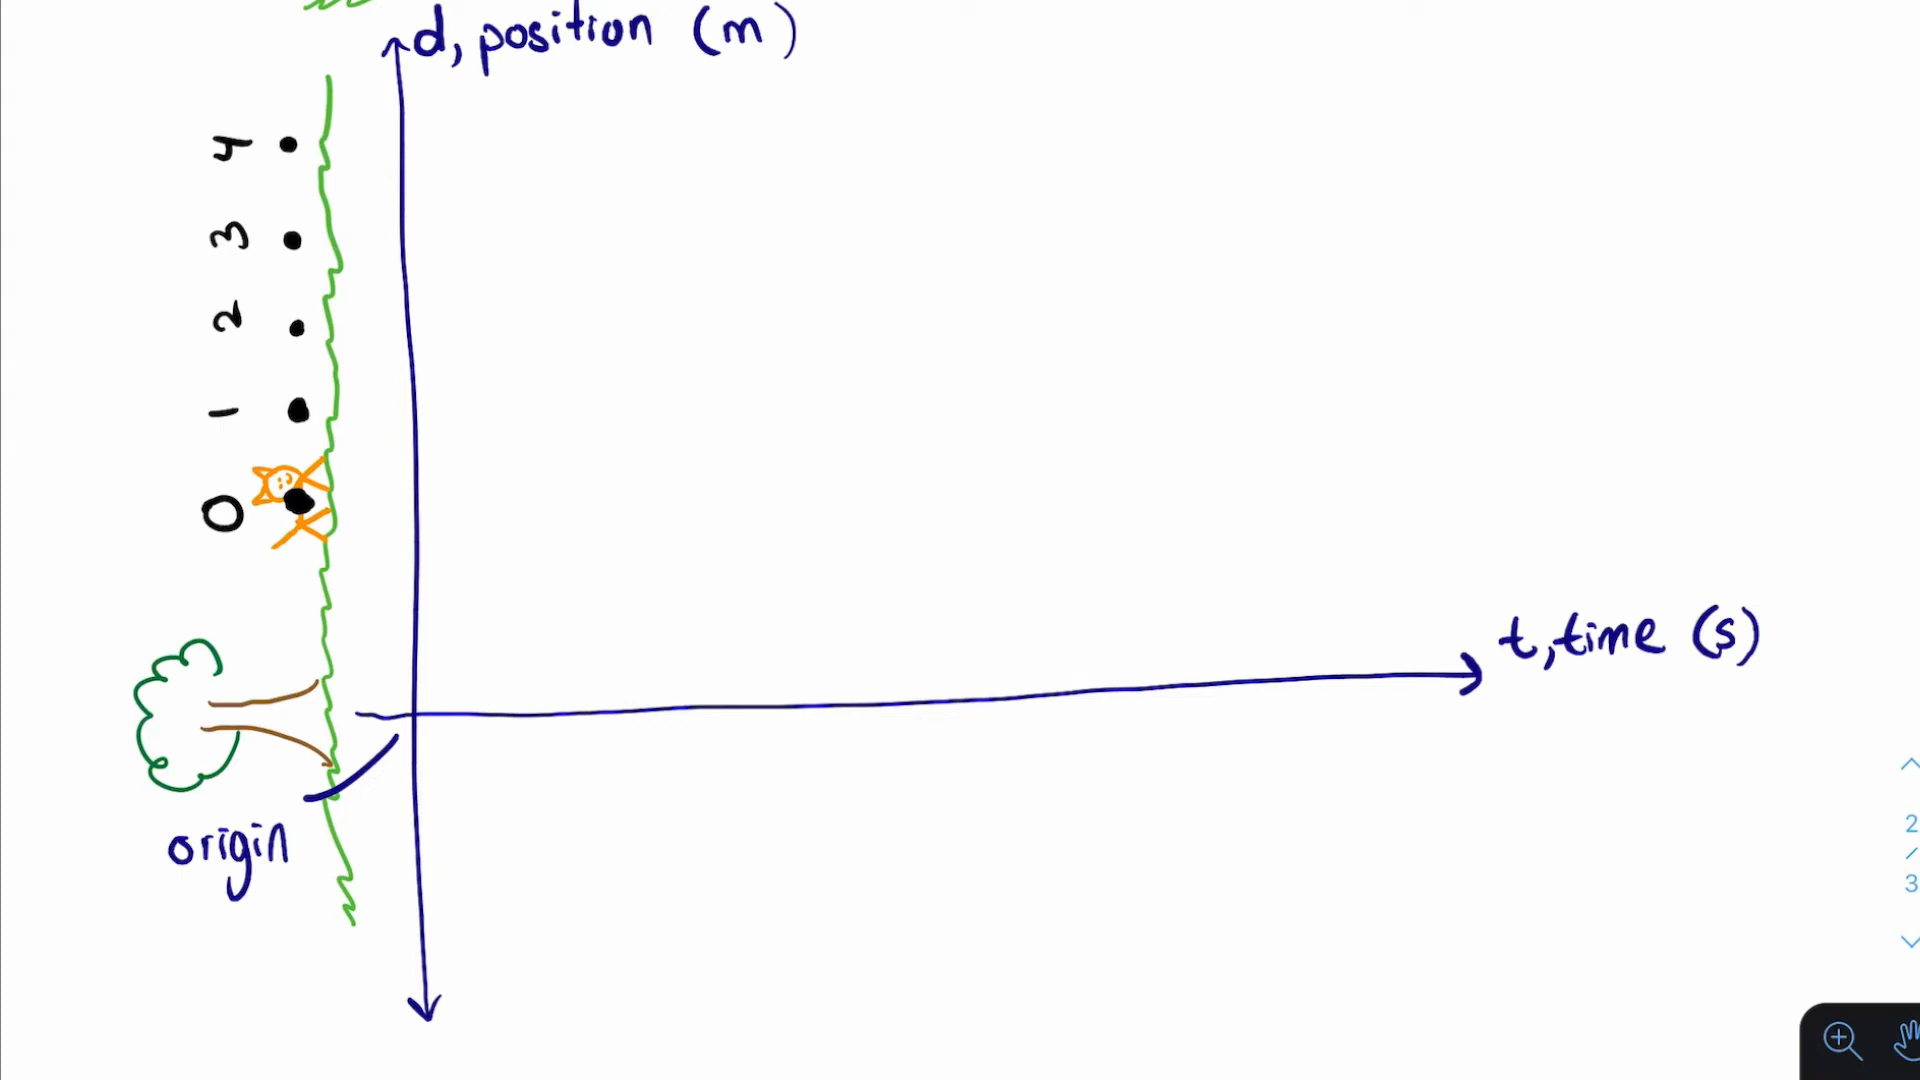 d, position (m)
4
3
2
1
0
t, time (s)
origin
2
/
3